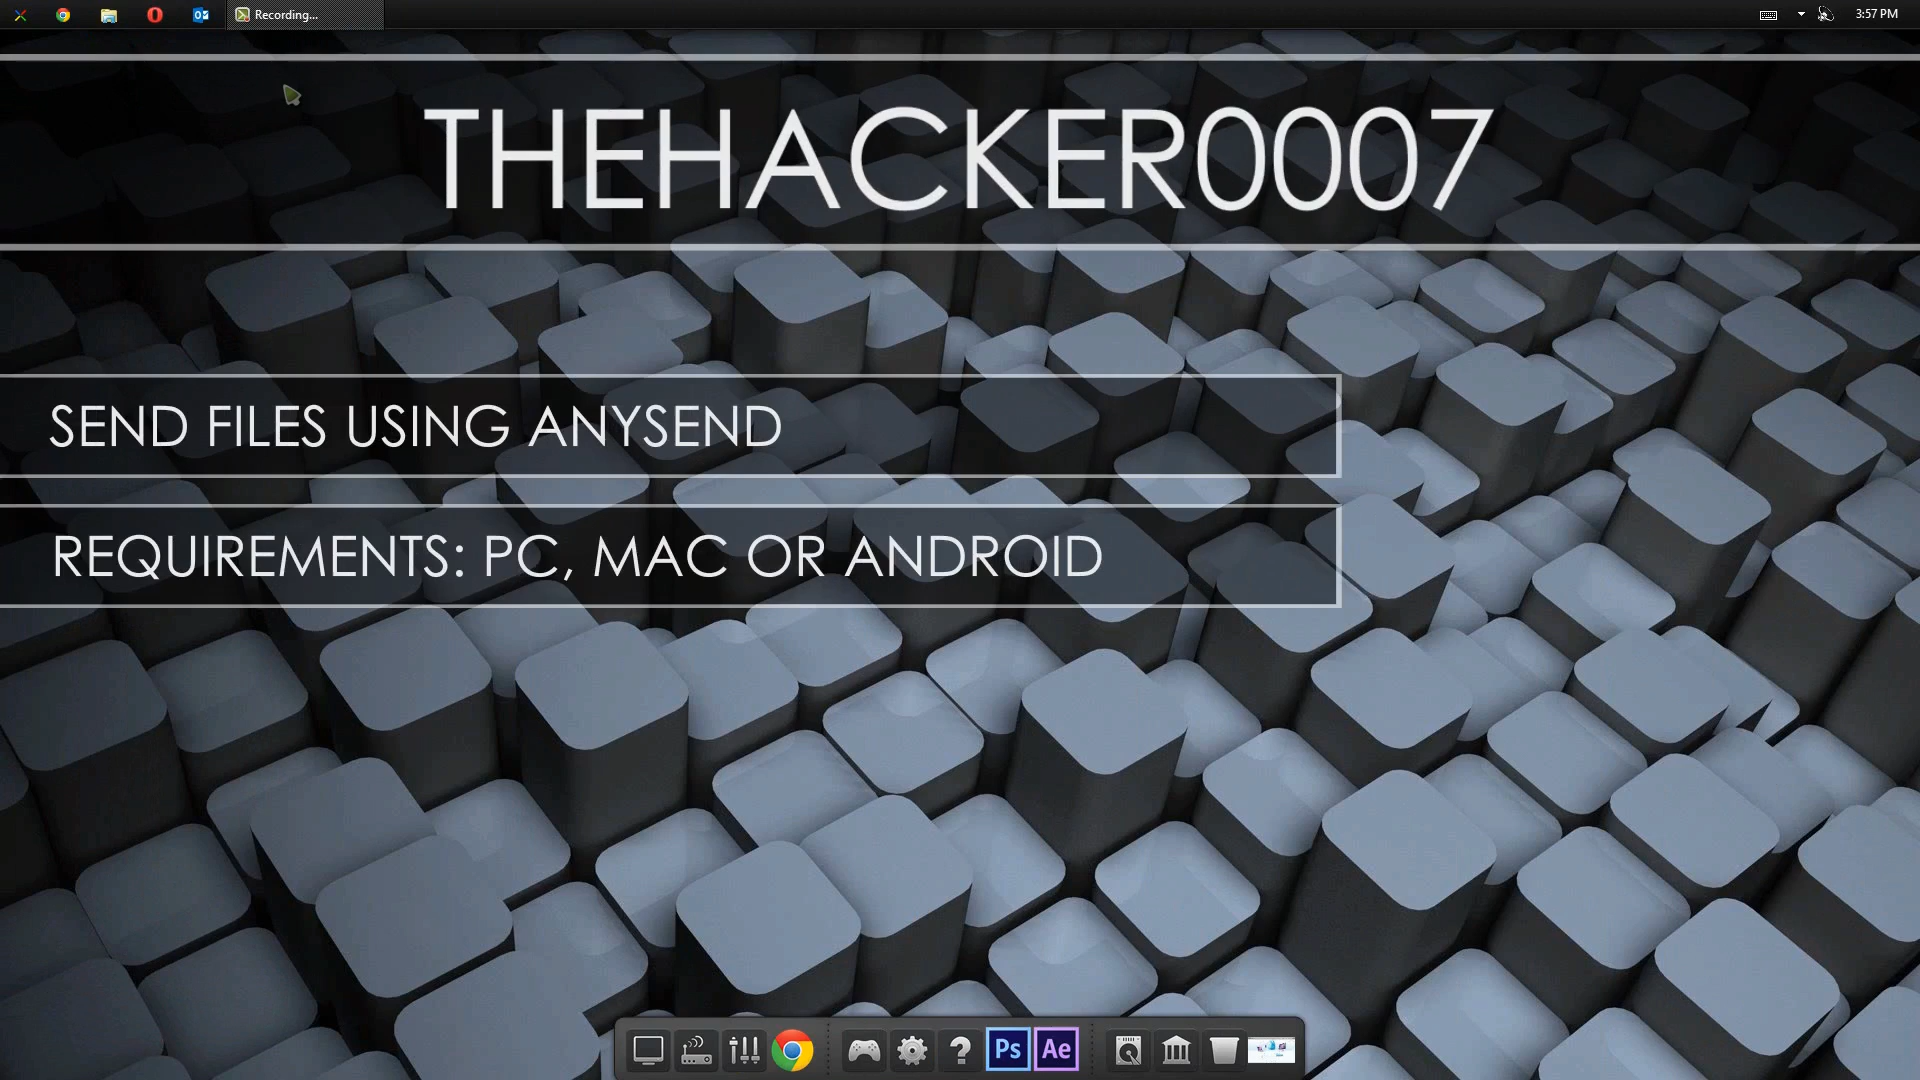 Recording...
3:57 PM
THEHACKER0007
SEND FILES USING ANYSEND
REQUIREMENTS: PC, MAC OR ANDROID
Ps
Ae